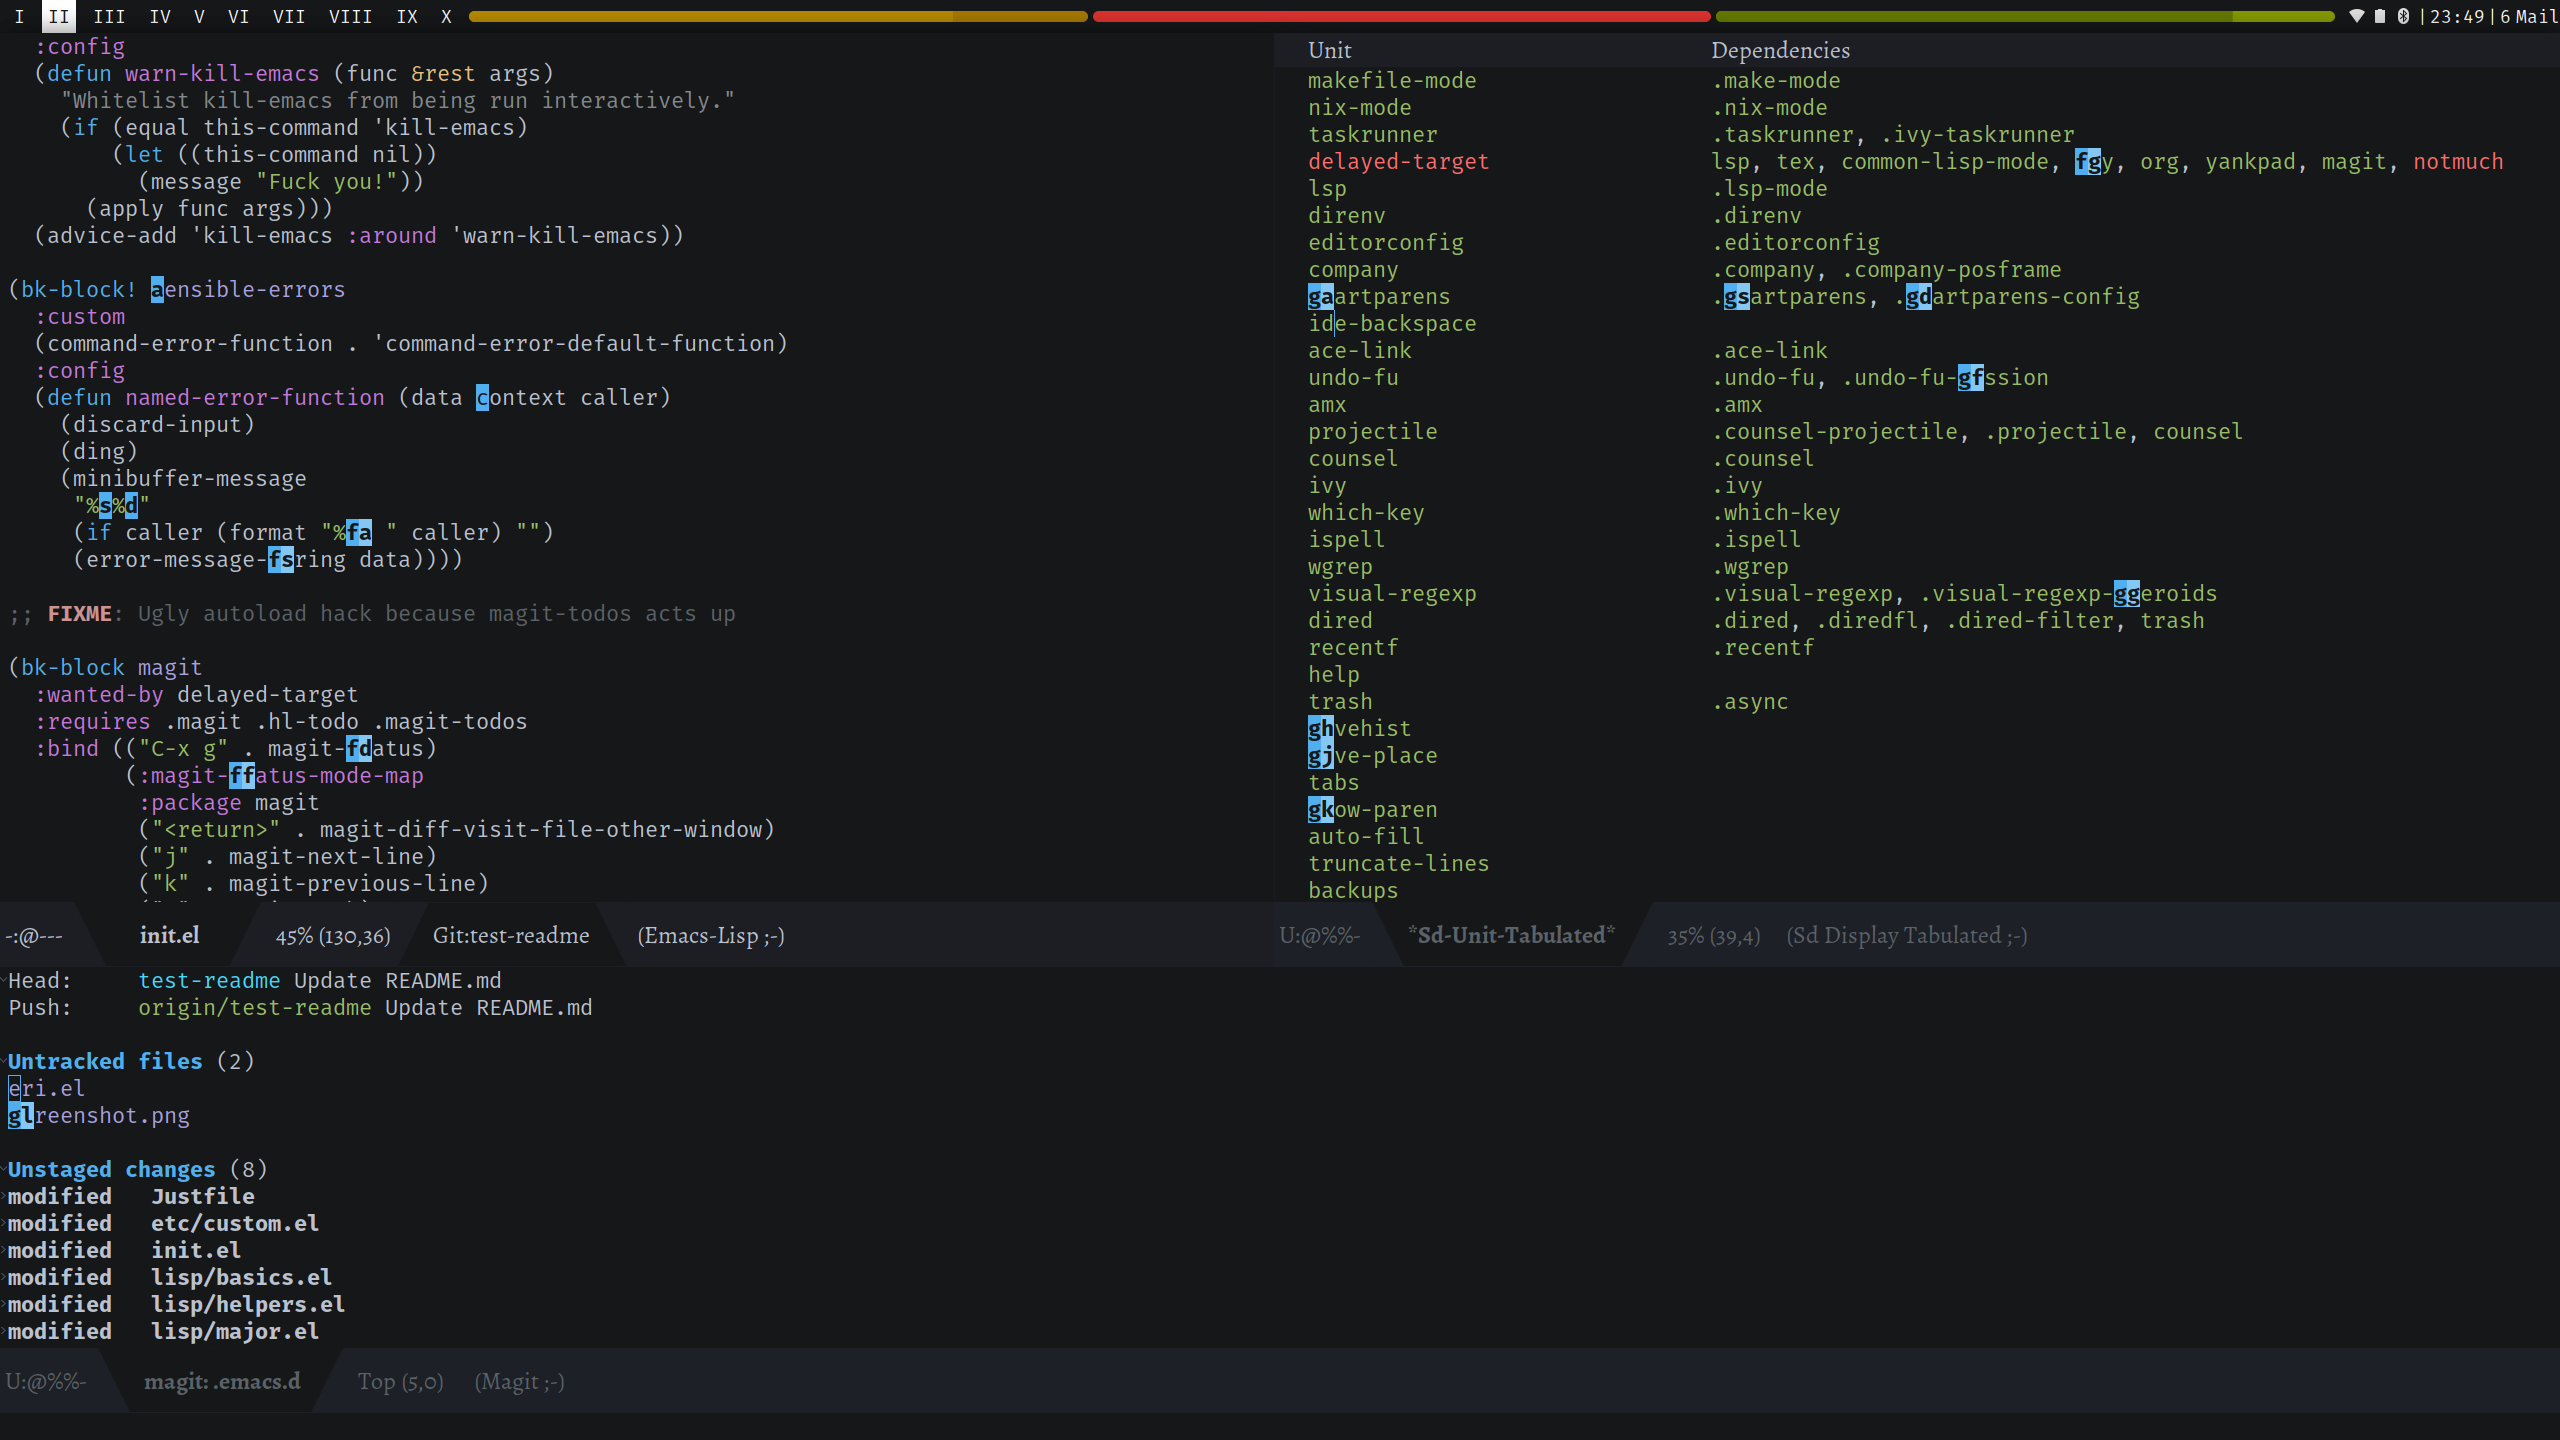 I II III IV V VI VII VIII IX X |23:49|6 Mail
:config
(defun warn-kill-emacs (func &rest args)
"Whitelist kill-emacs from being run interactively."
(if (equal this-command 'kill-emacs)
(let ((this-command nil))
(message "Fuck you!"))
(apply func args)))
(advice-add 'kill-emacs :around 'warn-kill-emacs))
(bk-block! aensible-errors
:custom
(command-error-function . 'command-error-default-function)
:config
(defun named-error-function (data context caller)
(discard-input)
(ding)
(minibuffer-message
"%s%d"
(if caller (format "%fa " caller) "")
(error-message-fsring data))))
;; FIXME: Ugly autoload hack because magit-todos acts up
(bk-block magit
:wanted-by delayed-target
:requires .magit .hl-todo .magit-todos
:bind (("C-x g" . magit-fdatus)
(:magit-ffatus-mode-map
:package magit
("<return>" . magit-diff-visit-file-other-window)
("j" . magit-next-line)
("k" . magit-previous-line)
-:@--- init.el 45% (130,36) Git:test-readme (Emacs-Lisp ;-)
Unit Dependencies
makefile-mode .make-mode
nix-mode .nix-mode
taskrunner .taskrunner, .ivy-taskrunner
delayed-target lsp, tex, common-lisp-mode, fgy, org, yankpad, magit, notmuch
lsp .lsp-mode
direnv .direnv
editorconfig .editorconfig
company .company, .company-posframe
gaartparens .gsartparens, .gdartparens-config
ide-backspace
ace-link .ace-link
undo-fu .undo-fu, .undo-fu-gfssion
amx .amx
projectile .counsel-projectile, .projectile, counsel
counsel .counsel
ivy .ivy
which-key .which-key
ispell .ispell
wgrep .wgrep
visual-regexp .visual-regexp, .visual-regexp-ggeroids
dired .dired, .diredfl, .dired-filter, trash
recentf .recentf
help
trash .async
ghvehist
gjve-place
tabs
gkow-paren
auto-fill
truncate-lines
backups
U:@%%- *Sd-Unit-Tabulated* 35% (39,4) (Sd Display Tabulated ;-)
Head: test-readme Update README.md
Push: origin/test-readme Update README.md
Untracked files (2)
eri.el
glreenshot.png
Unstaged changes (8)
modified Justfile
modified etc/custom.el
modified init.el
modified lisp/basics.el
modified lisp/helpers.el
modified lisp/major.el
U:@%%- magit: .emacs.d Top (5,0) (Magit ;-)